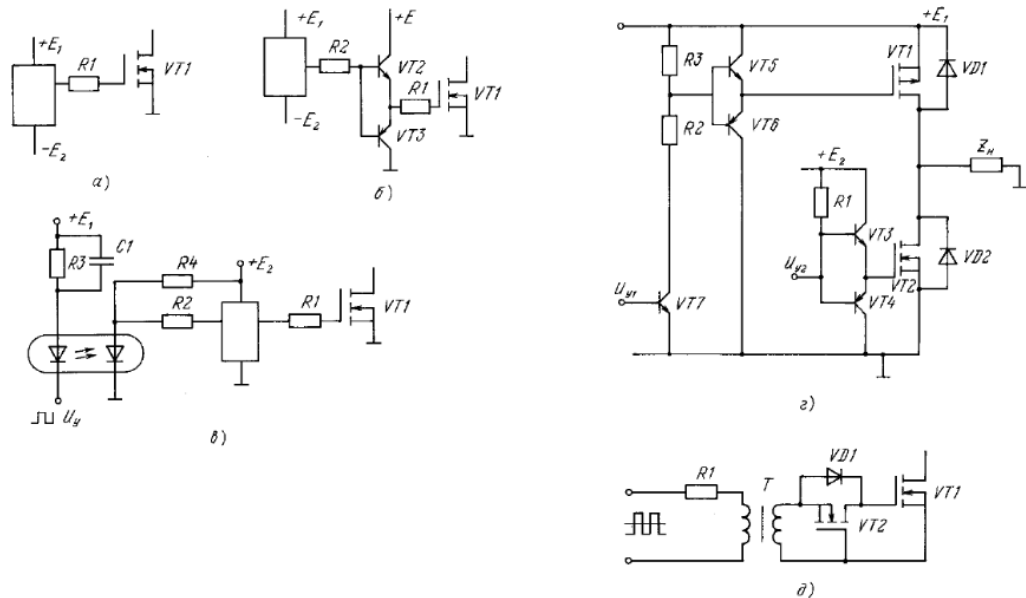 +E1
R1
VT1
-E2
а)
+E1
+E
R2
VT2
R1
VT1
-E2
VT3
б)
+E1
R3
C1
R4
+E2
R2
R1
VT1
Uу
в)
+E1
R3
VT5
VT1
VD1
R2
VT6
Zн
+E2
R1
VT3
Uу2
VT2
VD2
Uу1
VT7
VT4
г)
VD1
R1
T
VT1
VT2
д)